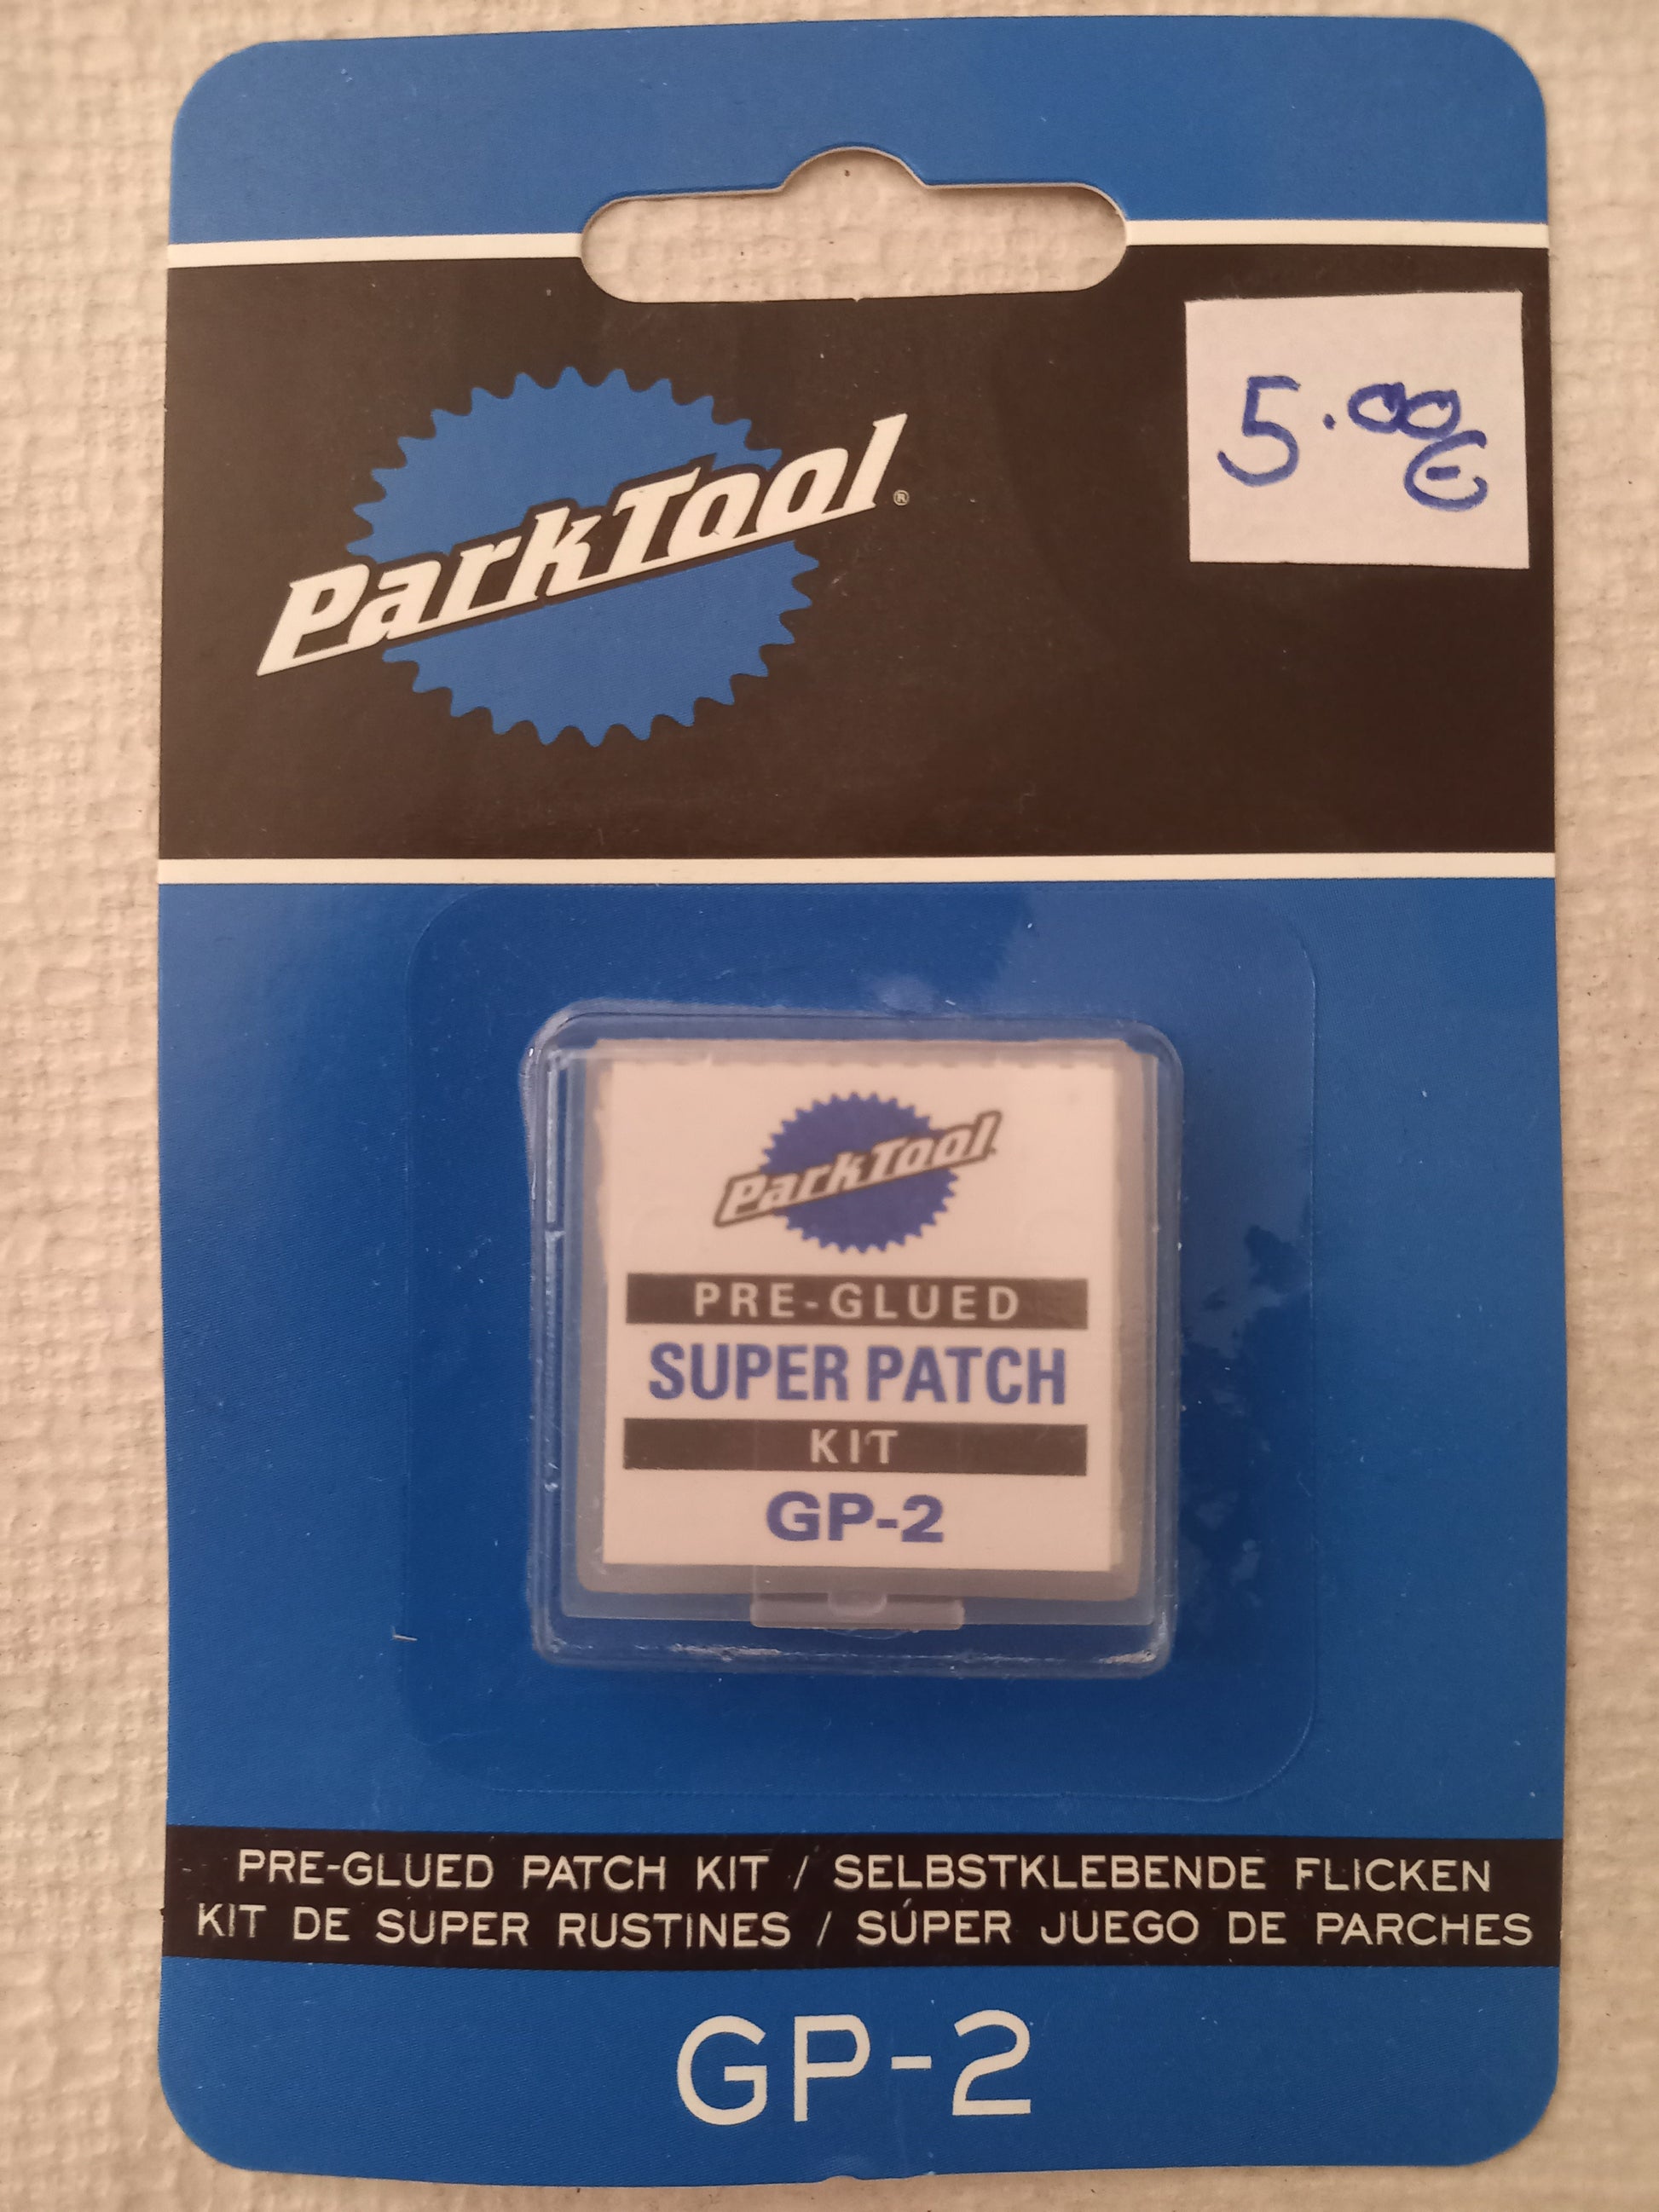 5.00€
ParkTool®
ParkTool
PRE-GLUED
SUPER PATCH
KIT
GP-2
PRE-GLUED PATCH KIT / SELBSTKLEBENDE FLICKEN
KIT DE SUPER RUSTINES / SÚPER JUEGO DE PARCHES
GP-2